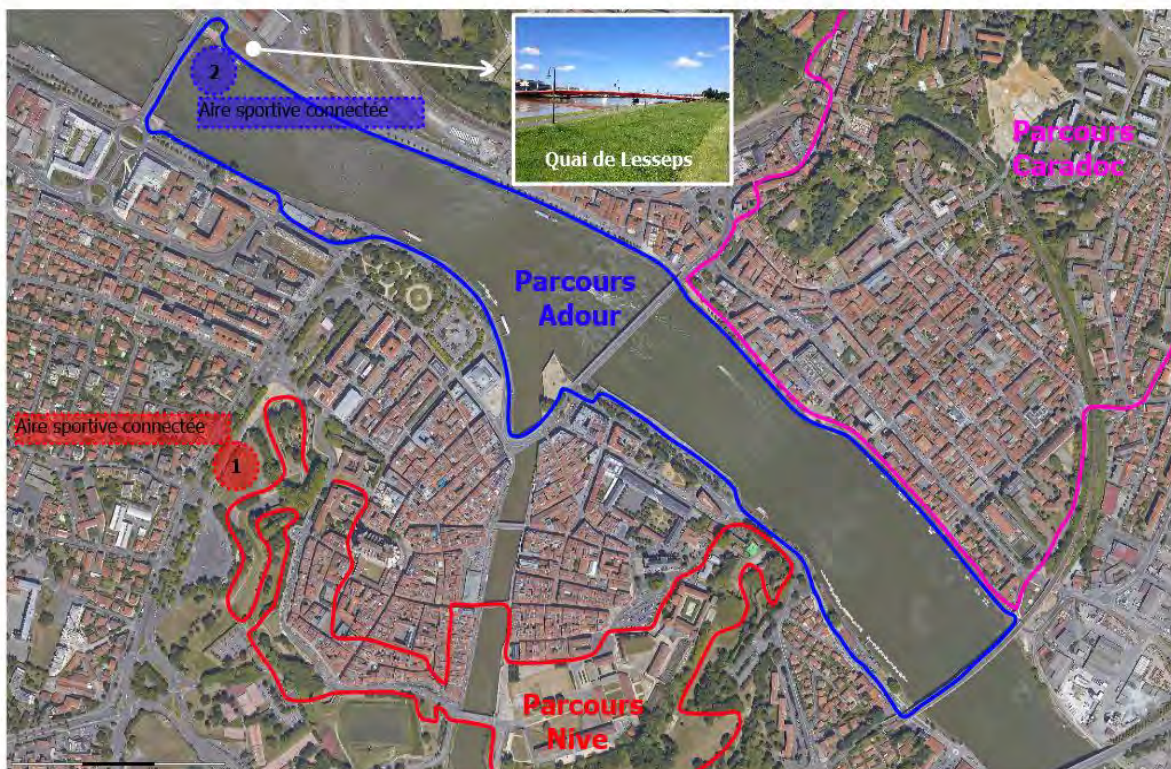 2
Aire sportive connectée
Quai de Lesseps
Parcours
Caradoc
Parcours
Adour
Aire sportive connectée
1
Parcours
Nive